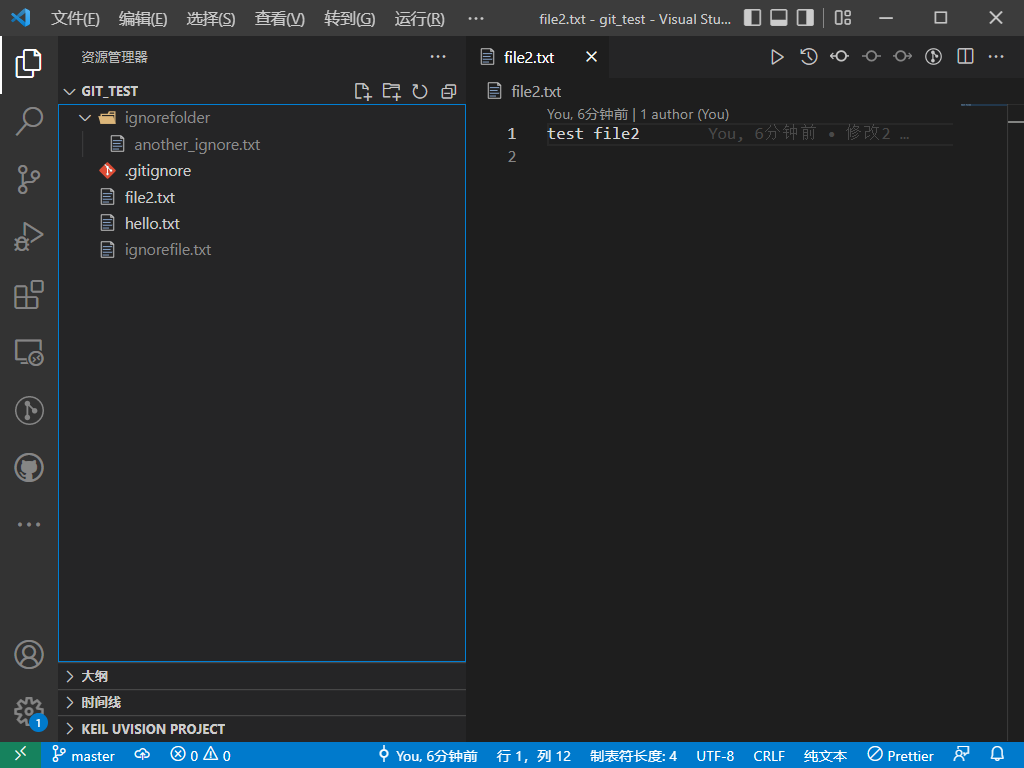 文件(F) 编辑(E) 选择(S) 查看(V) 转到(G) 运行(R) ··· file2.txt - git_test - Visual Stu...
资源管理器 ···
file2.txt
GIT_TEST
file2.txt
ignorefolder
another_ignore.txt
.gitignore
file2.txt
hello.txt
ignorefile.txt
You, 6分钟前 | 1 author (You)
1 test file2 You, 6分钟前 • 修改2 …
2
大纲
时间线
KEIL UVISION PROJECT
1
master 0 0 You, 6分钟前 行 1，列 12 制表符长度: 4 UTF-8 CRLF 纯文本 Prettier